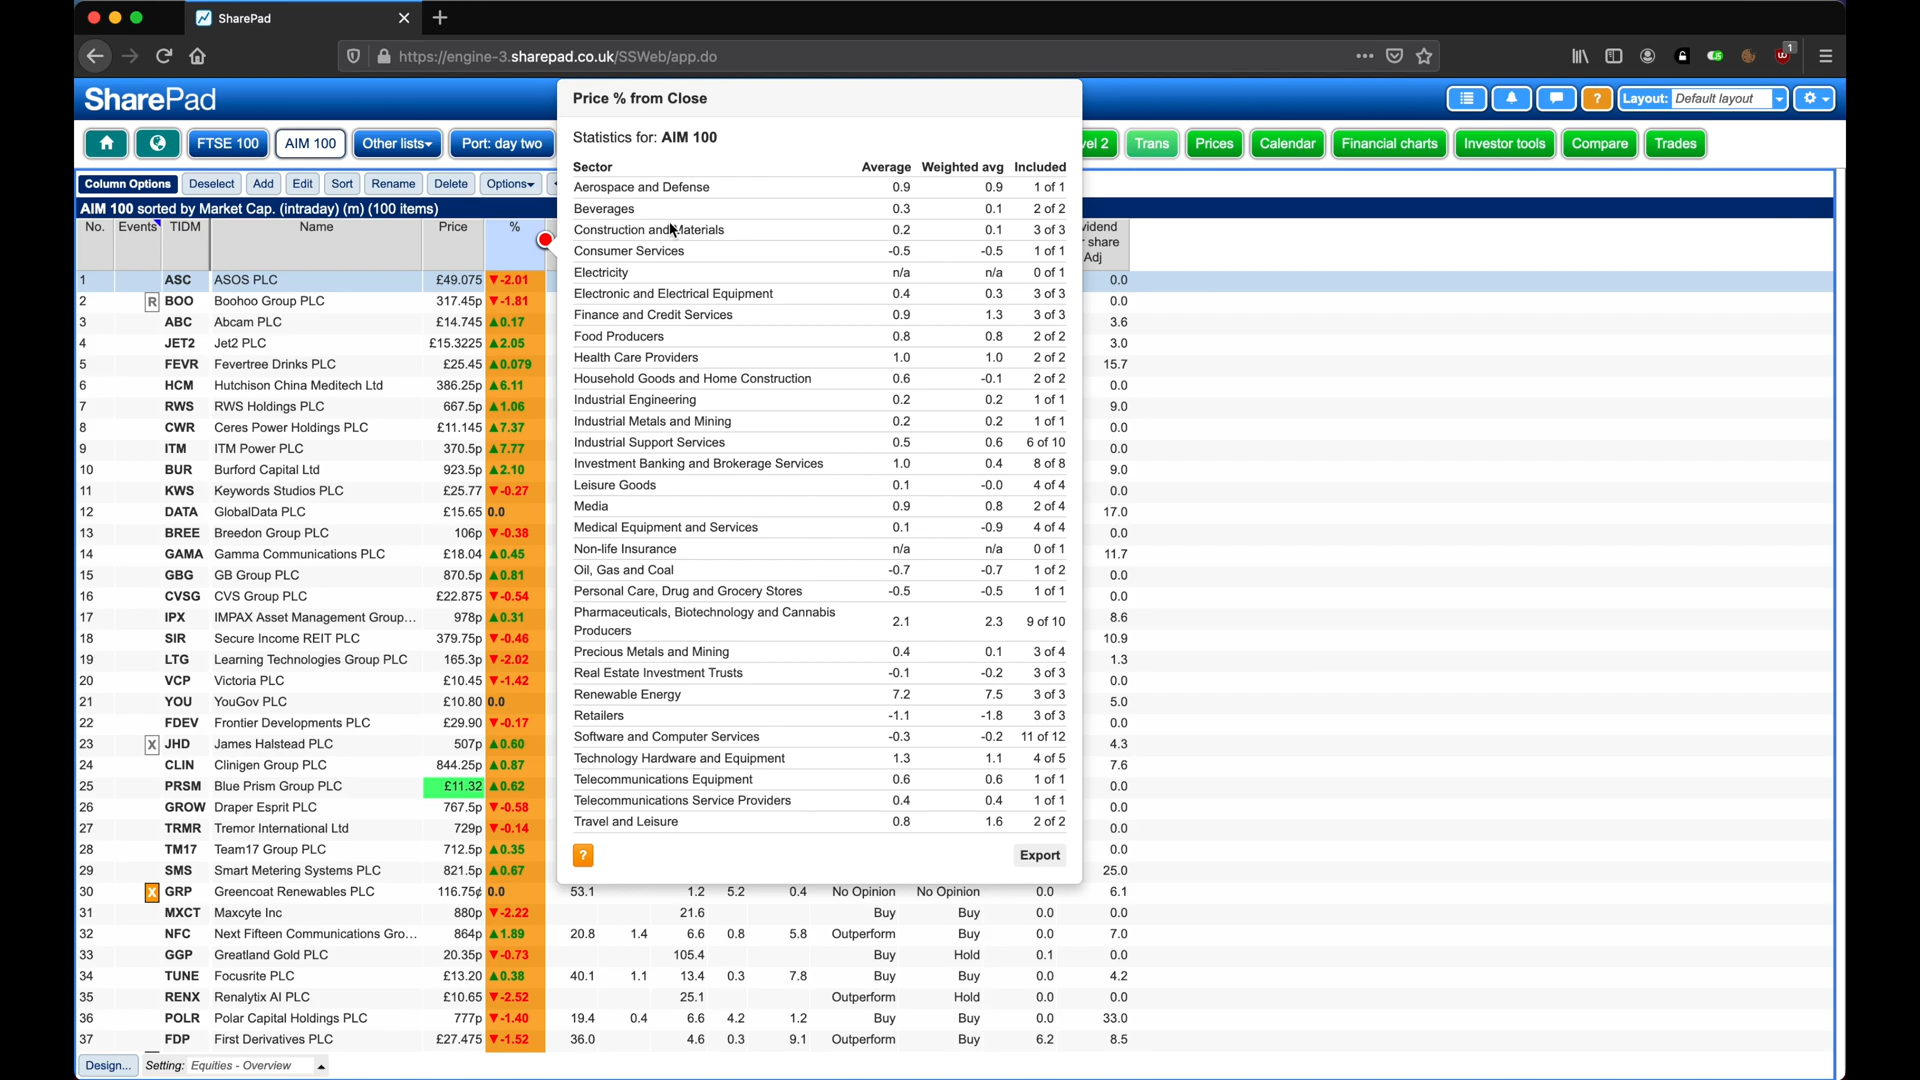 SharePad
https://engine-3.sharepad.co.uk/SSWeb/app.do
1
SharePad
Layout: Default layout
FTSE 100 AIM 100 Other lists Port: day two
vel 2 Trans Prices Calendar Financial charts Investor tools Compare Trades
Column Options Deselect Add Edit Sort Rename Delete Options
AIM 100 sorted by Market Cap. (intraday) (m) (100 items)
No. Events TIDM Name Price %
vidend
share
Adj
1 ASC ASOS PLC £49.075 ▼-2.01 0.0
2 R BOO Boohoo Group PLC 317.45p ▼-1.81 0.0
3 ABC Abcam PLC £14.745 ▲0.17 3.6
4 JET2 Jet2 PLC £15.3225 ▲2.05 3.0
5 FEVR Fevertree Drinks PLC £25.45 ▲0.079 15.7
6 HCM Hutchison China Meditech Ltd 386.25p ▲6.11 0.0
7 RWS RWS Holdings PLC 667.5p ▲1.06 9.0
8 CWR Ceres Power Holdings PLC £11.145 ▲7.37 0.0
9 ITM ITM Power PLC 370.5p ▲7.77 0.0
10 BUR Burford Capital Ltd 923.5p ▲2.10 9.0
11 KWS Keywords Studios PLC £25.77 ▼-0.27 0.0
12 DATA GlobalData PLC £15.65 0.0 17.0
13 BREE Breedon Group PLC 106p ▼-0.38 0.0
14 GAMA Gamma Communications PLC £18.04 ▲0.45 11.7
15 GBG GB Group PLC 870.5p ▲0.81 0.0
16 CVSG CVS Group PLC £22.875 ▼-0.54 0.0
17 IPX IMPAX Asset Management Group... 978p ▲0.31 8.6
18 SIR Secure Income REIT PLC 379.75p ▼-0.46 10.9
19 LTG Learning Technologies Group PLC 165.3p ▼-2.02 1.3
20 VCP Victoria PLC £10.45 ▼-1.42 0.0
21 YOU YouGov PLC £10.80 0.0 5.0
22 FDEV Frontier Developments PLC £29.90 ▼-0.17 0.0
23 X JHD James Halstead PLC 507p ▲0.60 4.3
24 CLIN Clinigen Group PLC 844.25p ▲0.87 7.6
25 PRSM Blue Prism Group PLC £11.32 ▲0.62 0.0
26 GROW Draper Esprit PLC 767.5p ▼-0.58 0.0
27 TRMR Tremor International Ltd 729p ▼-0.14 0.0
28 TM17 Team17 Group PLC 712.5p ▲0.35 0.0
29 SMS Smart Metering Systems PLC 821.5p ▲0.67 25.0
30 X GRP Greencoat Renewables PLC 116.75¢ 0.0 53.1 1.2 5.2 0.4 No Opinion No Opinion 0.0 6.1
31 MXCT Maxcyte Inc 880p ▼-2.22 21.6 Buy Buy 0.0 0.0
32 NFC Next Fifteen Communications Gro... 864p ▲1.89 20.8 1.4 6.6 0.8 5.8 Outperform Buy 0.0 7.0
33 GGP Greatland Gold PLC 20.35p ▼-0.73 105.4 Buy Hold 0.1 0.0
34 TUNE Focusrite PLC £13.20 ▲0.38 40.1 1.1 13.4 0.3 7.8 Buy Buy 0.0 4.2
35 RENX Renalytix AI PLC £10.65 ▼-2.52 25.1 Outperform Hold 0.0 0.0
36 POLR Polar Capital Holdings PLC 777p ▼-1.40 19.4 0.4 6.6 4.2 1.2 Buy Buy 0.0 33.0
37 FDP First Derivatives PLC £27.475 ▼-1.52 36.0 4.6 0.3 9.1 Outperform Buy 6.2 8.5
Design... Setting: Equities - Overview
Price % from Close
Statistics for: AIM 100
Sector Average Weighted avg Included
Aerospace and Defense 0.9 0.9 1 of 1
Beverages 0.3 0.1 2 of 2
Construction and Materials 0.2 0.1 3 of 3
Consumer Services -0.5 -0.5 1 of 1
Electricity n/a n/a 0 of 1
Electronic and Electrical Equipment 0.4 0.3 3 of 3
Finance and Credit Services 0.9 1.3 3 of 3
Food Producers 0.8 0.8 2 of 2
Health Care Providers 1.0 1.0 2 of 2
Household Goods and Home Construction 0.6 -0.1 2 of 2
Industrial Engineering 0.2 0.2 1 of 1
Industrial Metals and Mining 0.2 0.2 1 of 1
Industrial Support Services 0.5 0.6 6 of 10
Investment Banking and Brokerage Services 1.0 0.4 8 of 8
Leisure Goods 0.1 -0.0 4 of 4
Media 0.9 0.8 2 of 4
Medical Equipment and Services 0.1 -0.9 4 of 4
Non-life Insurance n/a n/a 0 of 1
Oil, Gas and Coal -0.7 -0.7 1 of 2
Personal Care, Drug and Grocery Stores -0.5 -0.5 1 of 1
Pharmaceuticals, Biotechnology and Cannabis
Producers 2.1 2.3 9 of 10
Precious Metals and Mining 0.4 0.1 3 of 4
Real Estate Investment Trusts -0.1 -0.2 3 of 3
Renewable Energy 7.2 7.5 3 of 3
Retailers -1.1 -1.8 3 of 3
Software and Computer Services -0.3 -0.2 11 of 12
Technology Hardware and Equipment 1.3 1.1 4 of 5
Telecommunications Equipment 0.6 0.6 1 of 1
Telecommunications Service Providers 0.4 0.4 1 of 1
Travel and Leisure 0.8 1.6 2 of 2
? Export